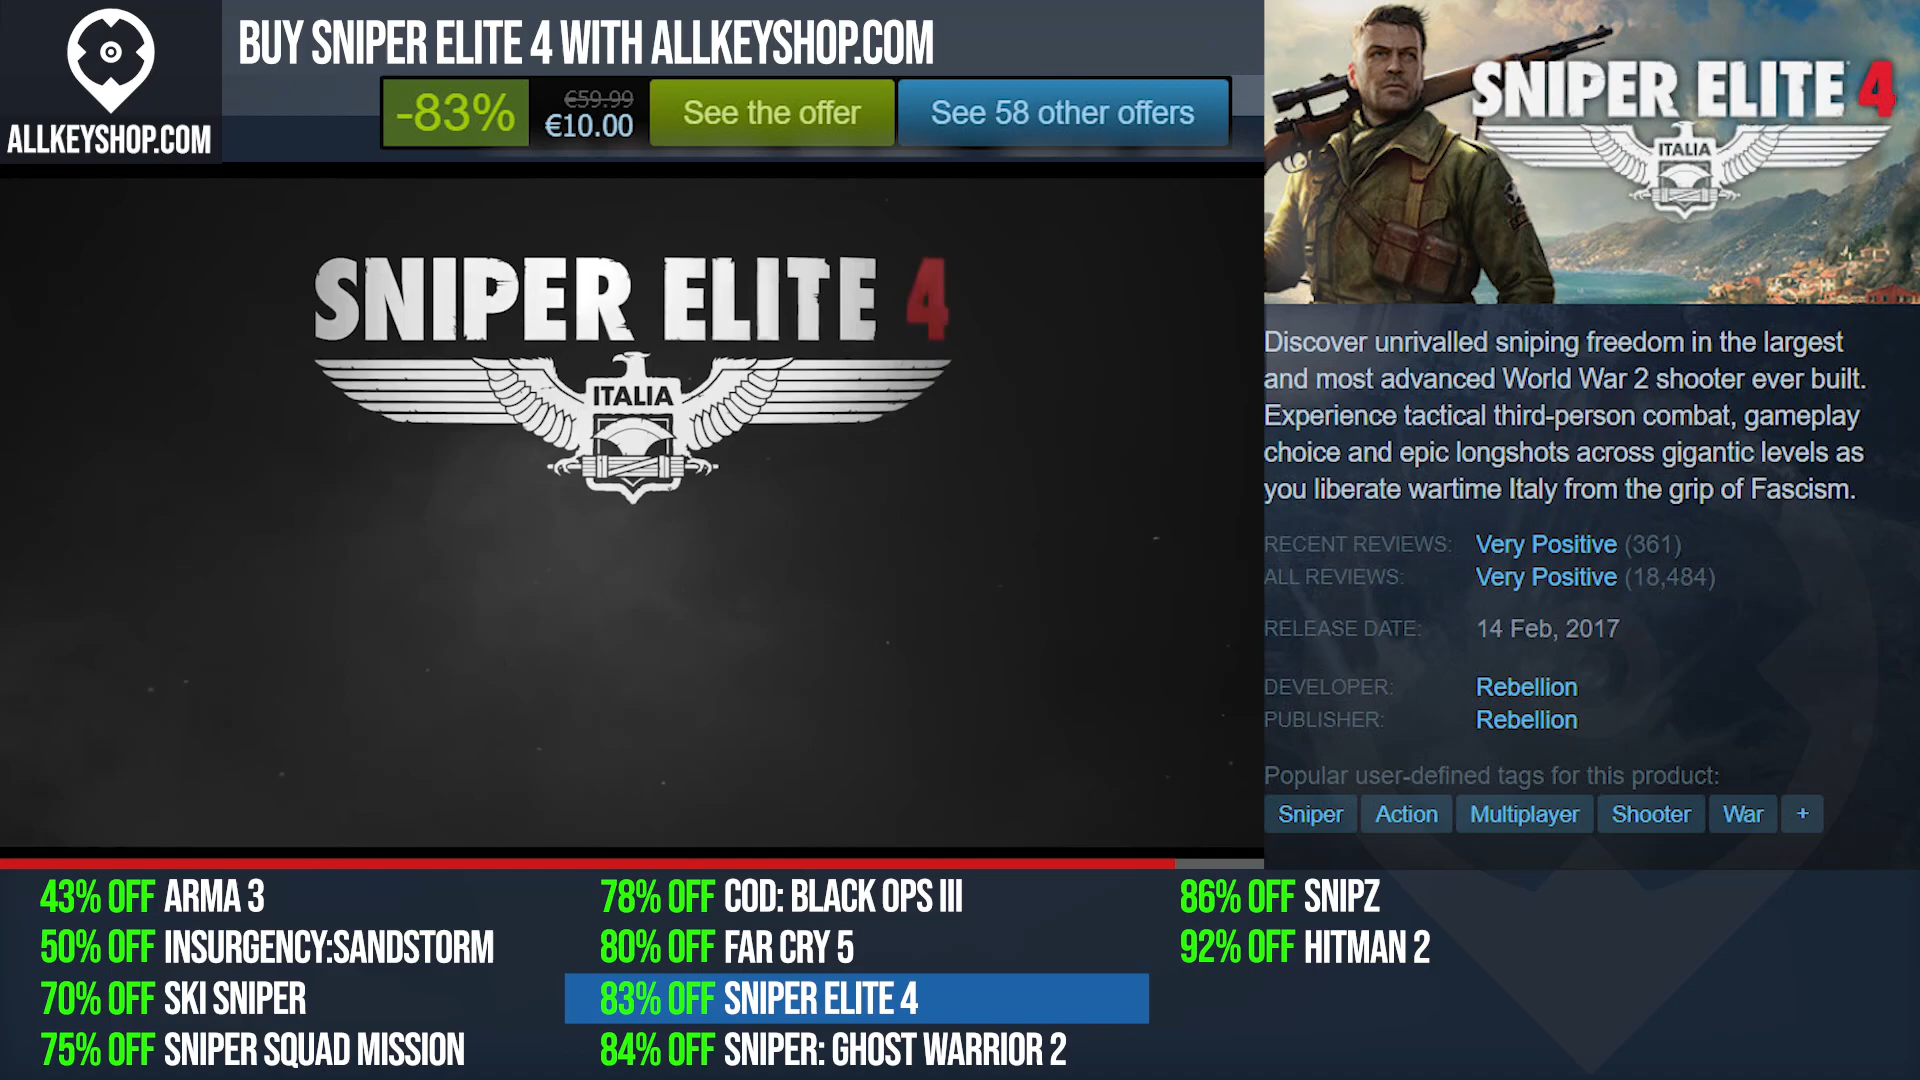 BUY SNIPER ELITE 4 WITH ALLKEYSHOP.COM
ALLKEYSHOP.COM
-83%
€59.99
€10.00
See the offer
See 58 other offers
SNIPER ELITE 4
ITALIA
SNIPER ELITE 4
ITALIA
Discover unrivalled sniping freedom in the largest
and most advanced World War 2 shooter ever built.
Experience tactical third-person combat, gameplay
choice and epic longshots across gigantic levels as
you liberate wartime Italy from the grip of Fascism.
RECENT REVIEWS: Very Positive (361)
ALL REVIEWS: Very Positive (18,484)
RELEASE DATE: 14 Feb, 2017
DEVELOPER: Rebellion
PUBLISHER: Rebellion
Popular user-defined tags for this product:
Sniper Action Multiplayer Shooter War +
43% OFF ARMA 3
50% OFF INSURGENCY:SANDSTORM
70% OFF SKI SNIPER
75% OFF SNIPER SQUAD MISSION
78% OFF COD: BLACK OPS III
80% OFF FAR CRY 5
83% OFF SNIPER ELITE 4
84% OFF SNIPER: GHOST WARRIOR 2
86% OFF SNIPZ
92% OFF HITMAN 2